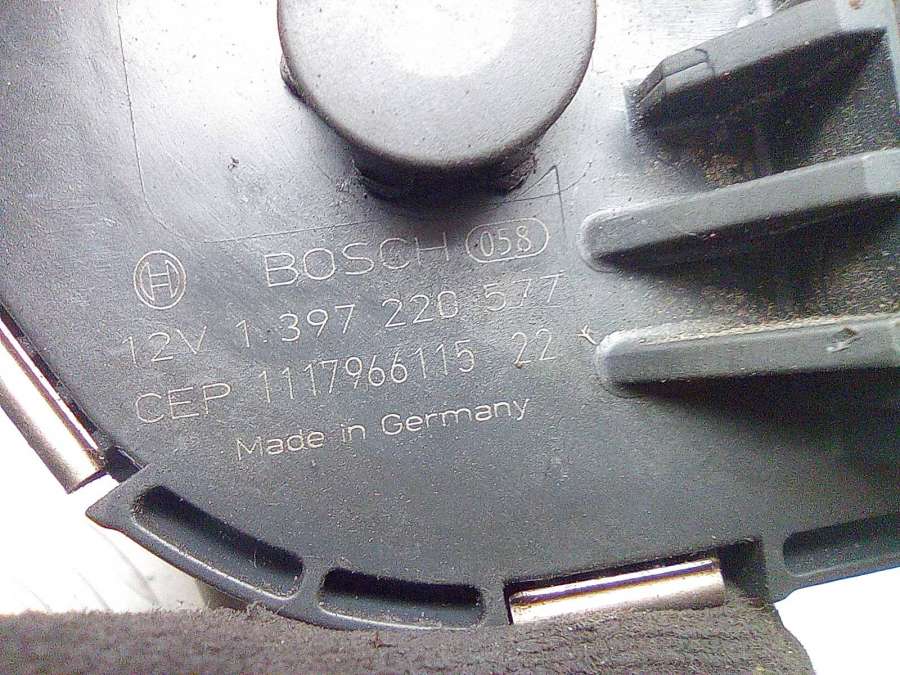 BOSCH 058
12V 1 397 220 577
CEP 1117966115 22
Made in Germany